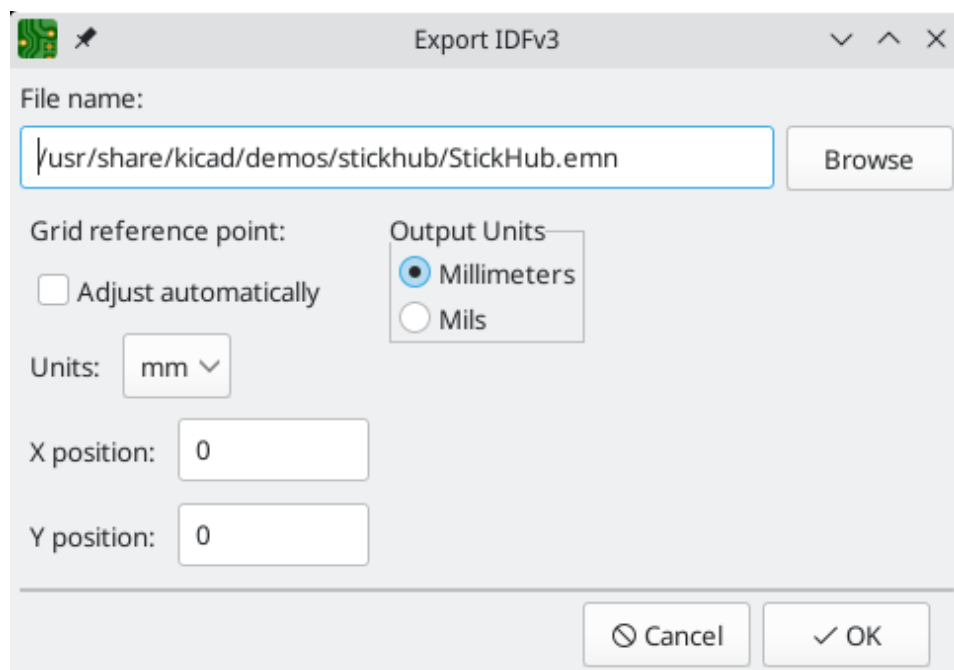 Export IDFv3
File name:
/usr/share/kicad/demos/stickhub/StickHub.emn
Browse
Grid reference point:
Adjust automatically
Units:
mm
X position:
0
Y position:
0
Output Units
Millimeters
Mils
Cancel
OK